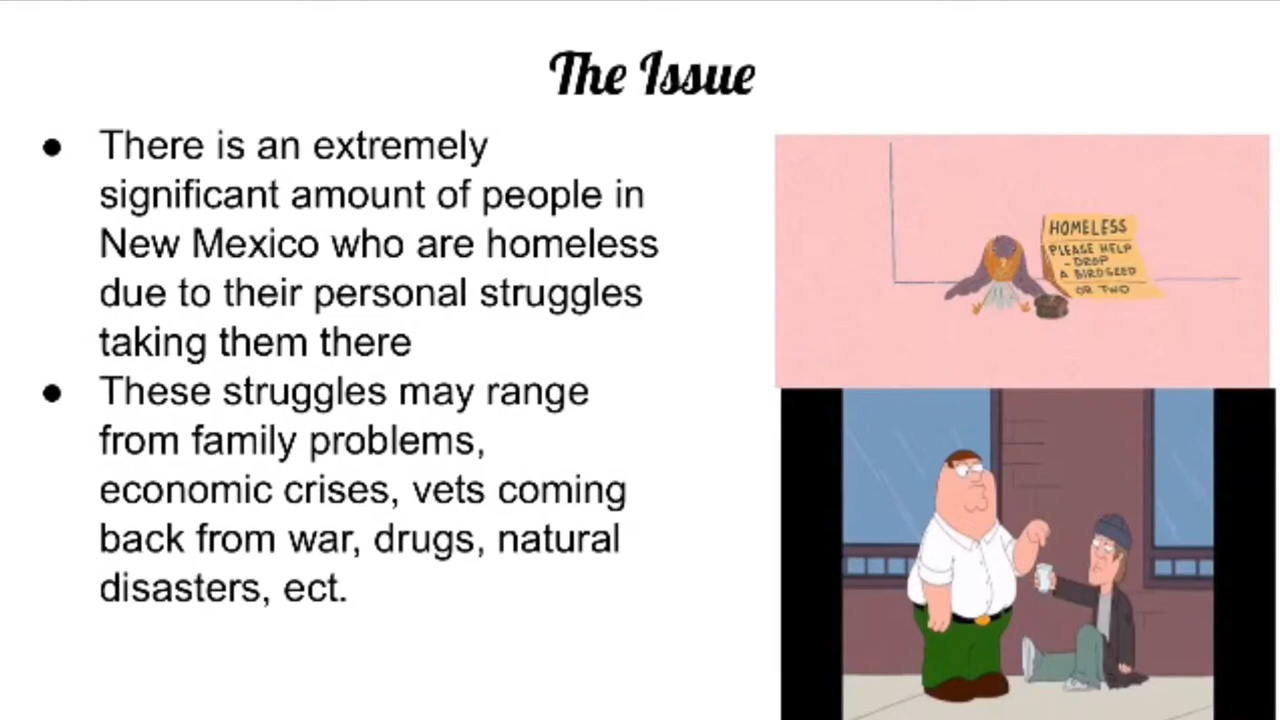 The Issue
● There is an extremely
significant amount of people in
New Mexico who are homeless
due to their personal struggles
taking them there
● These struggles may range
from family problems,
economic crises, vets coming
back from war, drugs, natural
disasters, ect.
HOMELESS
PLEASE HELP
- DROP
A BIRDSEED
OR TWO